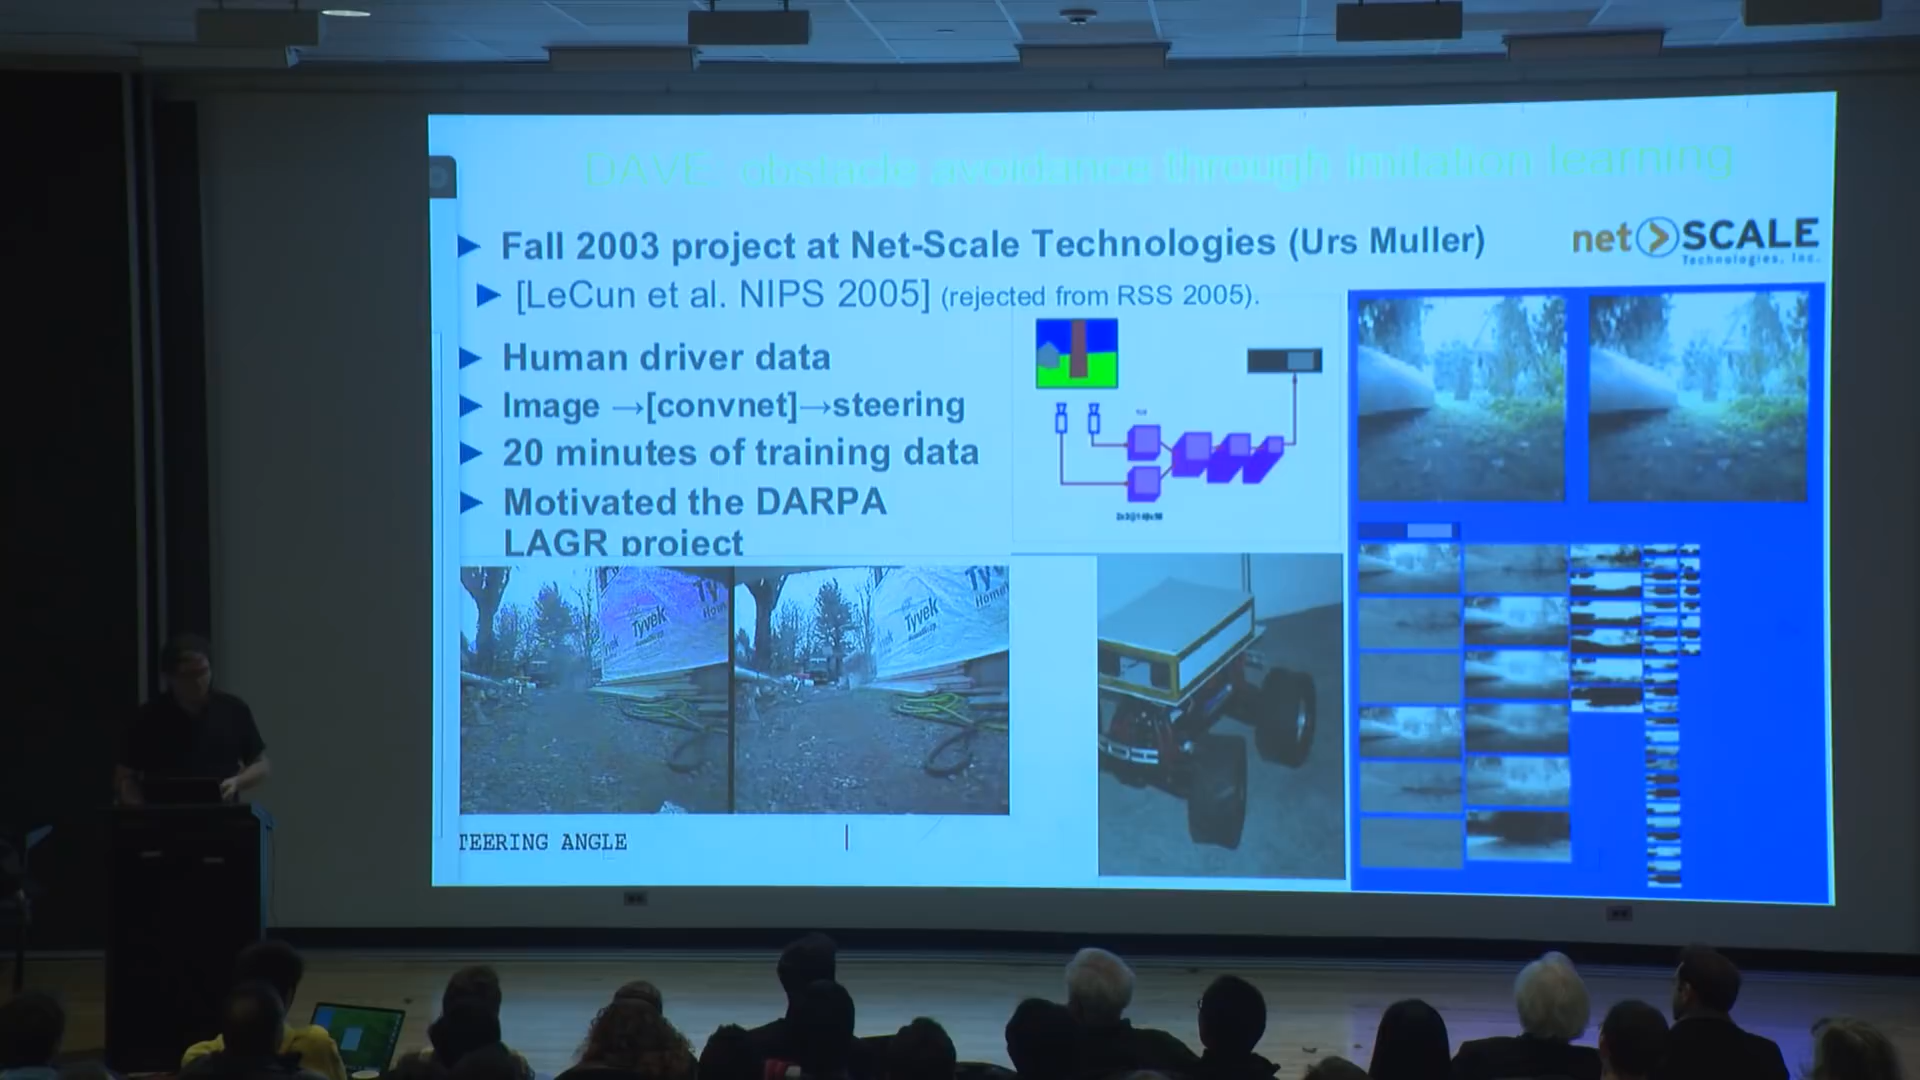 DAVE: obstacle avoidance through imitation learning
Fall 2003 project at Net-Scale Technologies (Urs Muller)
net SCALE
Technologies, Inc.
[LeCun et al. NIPS 2005] (rejected from RSS 2005).
Human driver data
Image →[convnet]→steering
20 minutes of training data
Motivated the DARPA
LAGR project
Tyvek
Tyvek
TEERING ANGLE